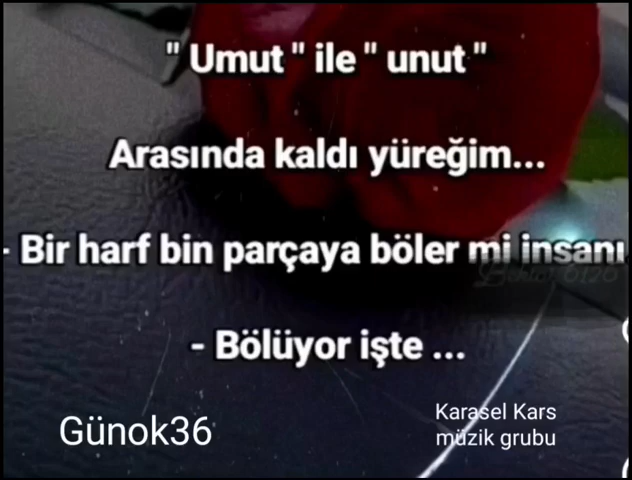 " Umut " ile " unut "
Arasında kaldı yüreğim...
- Bir harf bin parçaya böler mi insanı
- Bölüyor işte ...
Günok36
Karasel Kars
müzik grubu